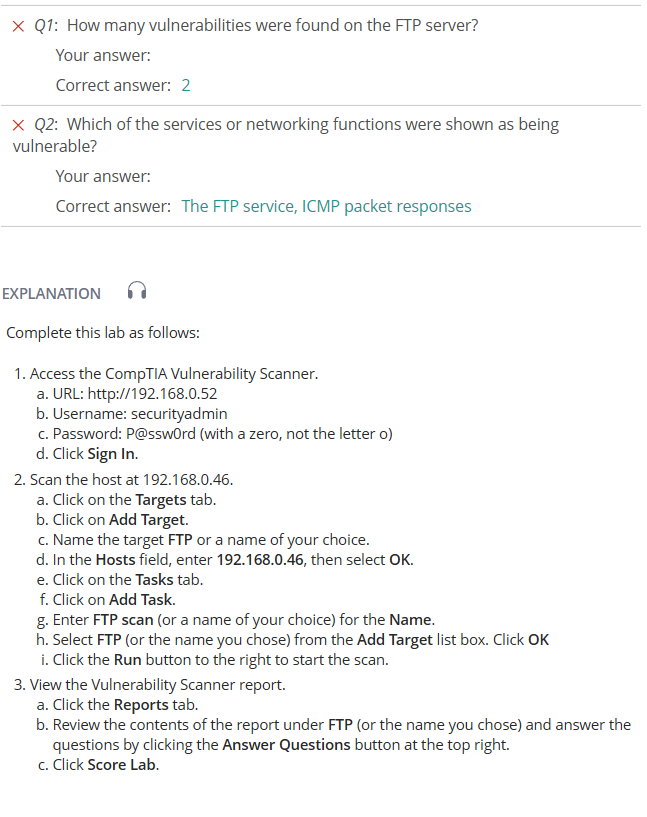 × Q1: How many vulnerabilities were found on the FTP server?
Your answer:
Correct answer: 2
× Q2: Which of the services or networking functions were shown as being
vulnerable?
Your answer:
Correct answer: The FTP service, ICMP packet responses
EXPLANATION
Complete this lab as follows:
1. Access the CompTIA Vulnerability Scanner.
a. URL: http://192.168.0.52
b. Username: securityadmin
c. Password: P@ssw0rd (with a zero, not the letter o)
d. Click Sign In.
2. Scan the host at 192.168.0.46.
a. Click on the Targets tab.
b. Click on Add Target.
c. Name the target FTP or a name of your choice.
d. In the Hosts field, enter 192.168.0.46, then select OK.
e. Click on the Tasks tab.
f. Click on Add Task.
g. Enter FTP scan (or a name of your choice) for the Name.
h. Select FTP (or the name you chose) from the Add Target list box. Click OK
i. Click the Run button to the right to start the scan.
3. View the Vulnerability Scanner report.
a. Click the Reports tab.
b. Review the contents of the report under FTP (or the name you chose) and answer the
questions by clicking the Answer Questions button at the top right.
c. Click Score Lab.